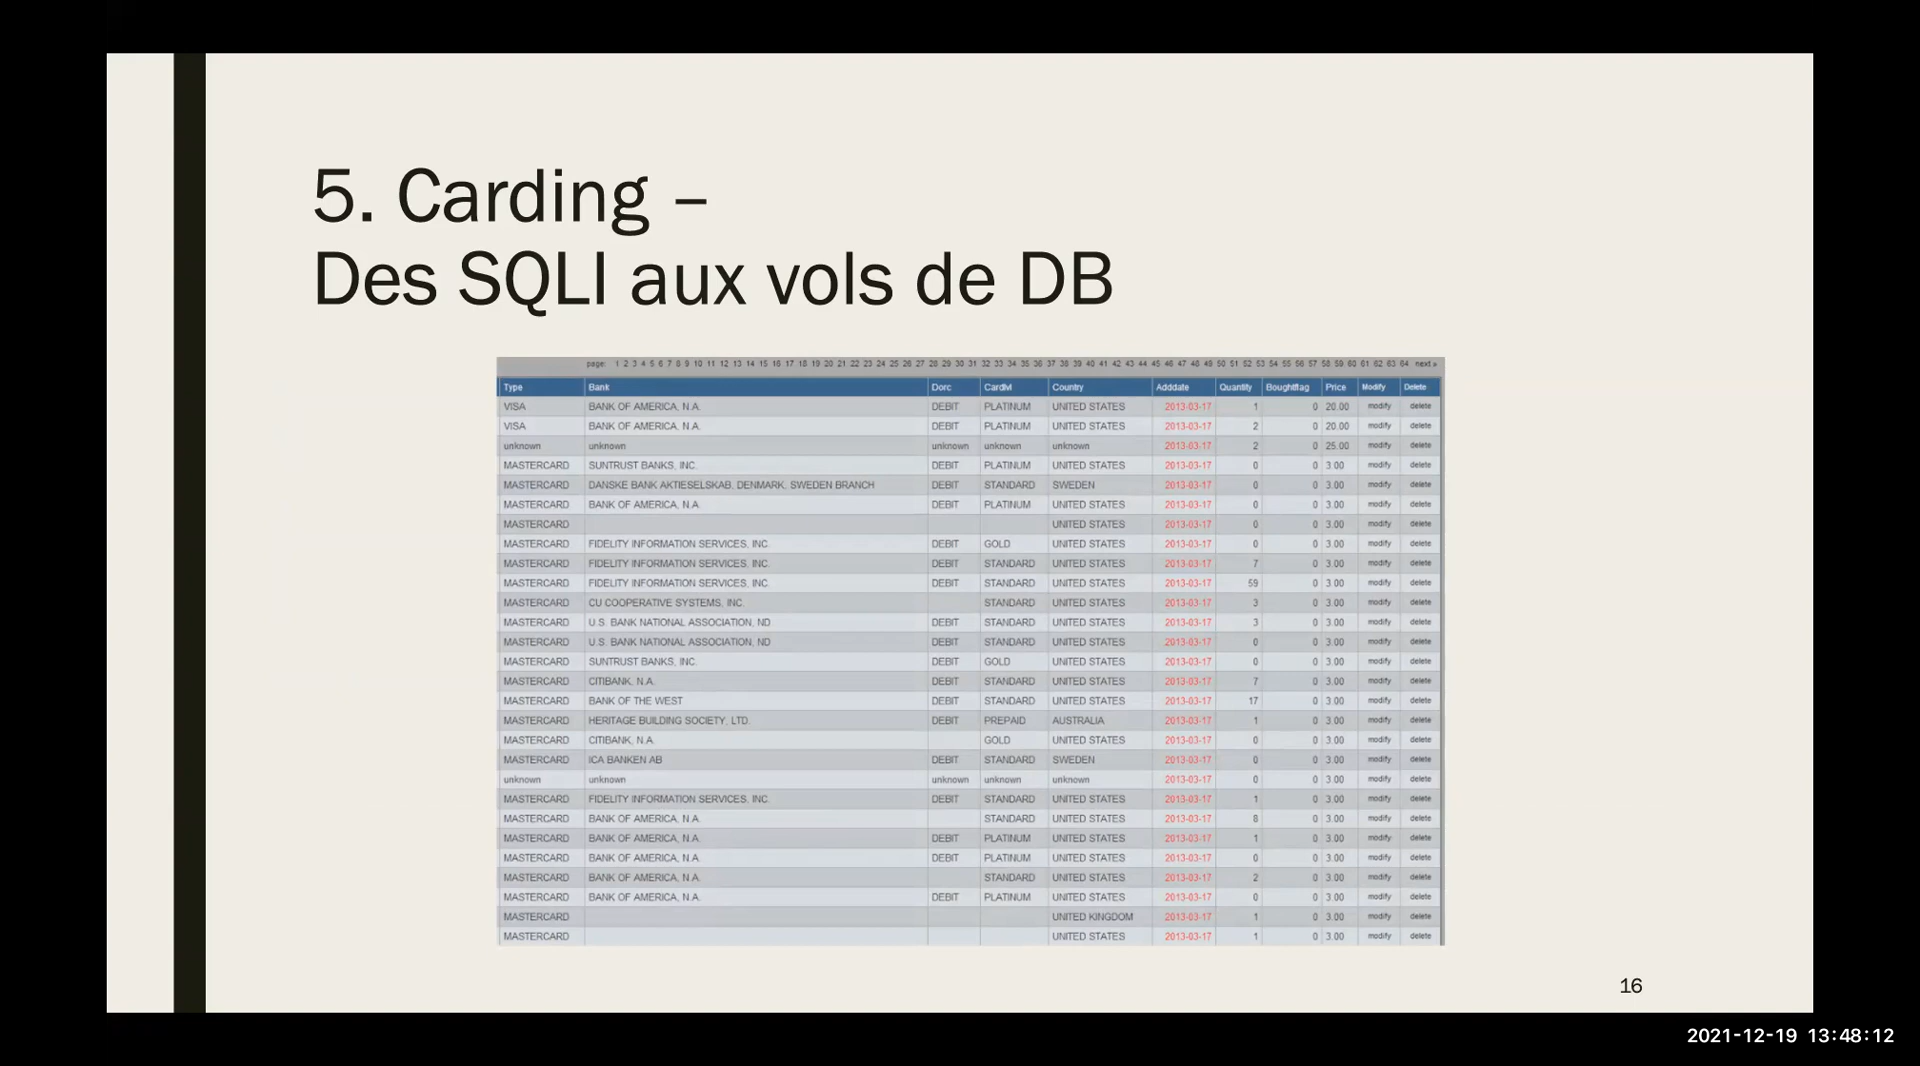 5. Carding –
Des SQLI aux vols de DB
page: 1 2 3 4 5 6 7 8 9 10 11 12 13 14 15 16 17 18 19 20 21 22 23 24 25 26 27 28 29 30 31 32 33 34 35 36 37 38 39 40 41 42 43 44 45 46 47 48 49 50 51 52 53 54 55 56 57 58 59 60 61 62 63 64 next »
Type Bank Dorc CardM Country Adddate Quantity Boughtflag Price Modify Delete
VISA BANK OF AMERICA, N.A. DEBIT PLATINUM UNITED STATES 2013-03-17 1 0 20.00 modify delete
VISA BANK OF AMERICA, N.A. DEBIT PLATINUM UNITED STATES 2013-03-17 2 0 20.00 modify delete
unknown unknown unknown unknown unknown 2013-03-17 2 0 25.00 modify delete
MASTERCARD SUNTRUST BANKS, INC. DEBIT PLATINUM UNITED STATES 2013-03-17 0 0 3.00 modify delete
MASTERCARD DANSKE BANK AKTIESELSKAB, DENMARK, SWEDEN BRANCH DEBIT STANDARD SWEDEN 2013-03-17 0 0 3.00 modify delete
MASTERCARD BANK OF AMERICA, N.A. DEBIT PLATINUM UNITED STATES 2013-03-17 0 0 3.00 modify delete
MASTERCARD UNITED STATES 2013-03-17 0 0 3.00 modify delete
MASTERCARD FIDELITY INFORMATION SERVICES, INC. DEBIT GOLD UNITED STATES 2013-03-17 0 0 3.00 modify delete
MASTERCARD FIDELITY INFORMATION SERVICES, INC. DEBIT STANDARD UNITED STATES 2013-03-17 7 0 3.00 modify delete
MASTERCARD FIDELITY INFORMATION SERVICES, INC. DEBIT STANDARD UNITED STATES 2013-03-17 59 0 3.00 modify delete
MASTERCARD CU COOPERATIVE SYSTEMS, INC. STANDARD UNITED STATES 2013-03-17 3 0 3.00 modify delete
MASTERCARD U.S. BANK NATIONAL ASSOCIATION, ND DEBIT STANDARD UNITED STATES 2013-03-17 3 0 3.00 modify delete
MASTERCARD U.S. BANK NATIONAL ASSOCIATION, ND DEBIT STANDARD UNITED STATES 2013-03-17 0 0 3.00 modify delete
MASTERCARD SUNTRUST BANKS, INC. DEBIT GOLD UNITED STATES 2013-03-17 0 0 3.00 modify delete
MASTERCARD CITIBANK, N.A. DEBIT STANDARD UNITED STATES 2013-03-17 7 0 3.00 modify delete
MASTERCARD BANK OF THE WEST DEBIT STANDARD UNITED STATES 2013-03-17 17 0 3.00 modify delete
MASTERCARD HERITAGE BUILDING SOCIETY, LTD. DEBIT PREPAID AUSTRALIA 2013-03-17 1 0 3.00 modify delete
MASTERCARD CITIBANK, N.A. GOLD UNITED STATES 2013-03-17 0 0 3.00 modify delete
MASTERCARD ICA BANKEN AB DEBIT STANDARD SWEDEN 2013-03-17 0 0 3.00 modify delete
unknown unknown unknown unknown unknown 2013-03-17 0 0 3.00 modify delete
MASTERCARD FIDELITY INFORMATION SERVICES, INC. DEBIT STANDARD UNITED STATES 2013-03-17 1 0 3.00 modify delete
MASTERCARD BANK OF AMERICA, N.A. STANDARD UNITED STATES 2013-03-17 8 0 3.00 modify delete
MASTERCARD BANK OF AMERICA, N.A. DEBIT PLATINUM UNITED STATES 2013-03-17 1 0 3.00 modify delete
MASTERCARD BANK OF AMERICA, N.A. DEBIT PLATINUM UNITED STATES 2013-03-17 0 0 3.00 modify delete
MASTERCARD BANK OF AMERICA, N.A. STANDARD UNITED STATES 2013-03-17 2 0 3.00 modify delete
MASTERCARD BANK OF AMERICA, N.A. DEBIT PLATINUM UNITED STATES 2013-03-17 0 0 3.00 modify delete
MASTERCARD UNITED KINGDOM 2013-03-17 1 0 3.00 modify delete
MASTERCARD UNITED STATES 2013-03-17 1 0 3.00 modify delete
16
2021-12-19 13:48:12